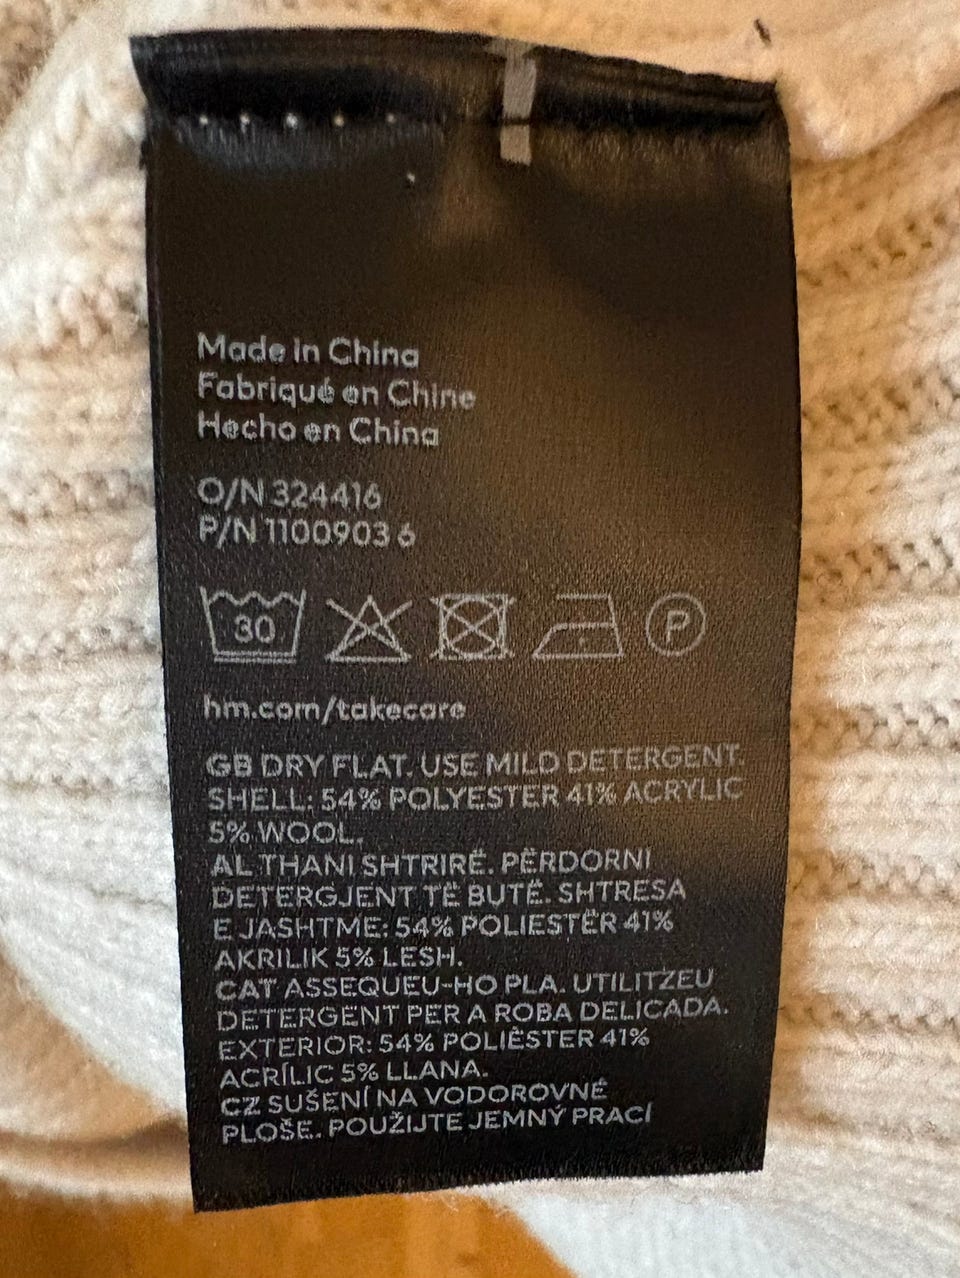 Made in China
Fabriqué en Chine
Hecho en China
O/N 324416
P/N 1100903 6
30 P
hm.com/takecare
GB DRY FLAT. USE MILD DETERGENT.
SHELL: 54% POLYESTER 41% ACRYLIC
5% WOOL.
AL THANI SHTRIRË. PËRDORNI
DETERGJENT TË BUTË. SHTRESA
E JASHTME: 54% POLIESTËR 41%
AKRILIK 5% LESH.
CAT ASSEQUEU-HO PLA. UTILITZEU
DETERGENT PER A ROBA DELICADA.
EXTERIOR: 54% POLIÈSTER 41%
ACRÍLIC 5% LLANA.
CZ SUŠENÍ NA VODOROVNÉ
PLOŠE. POUŽIJTE JEMNÝ PRACÍ